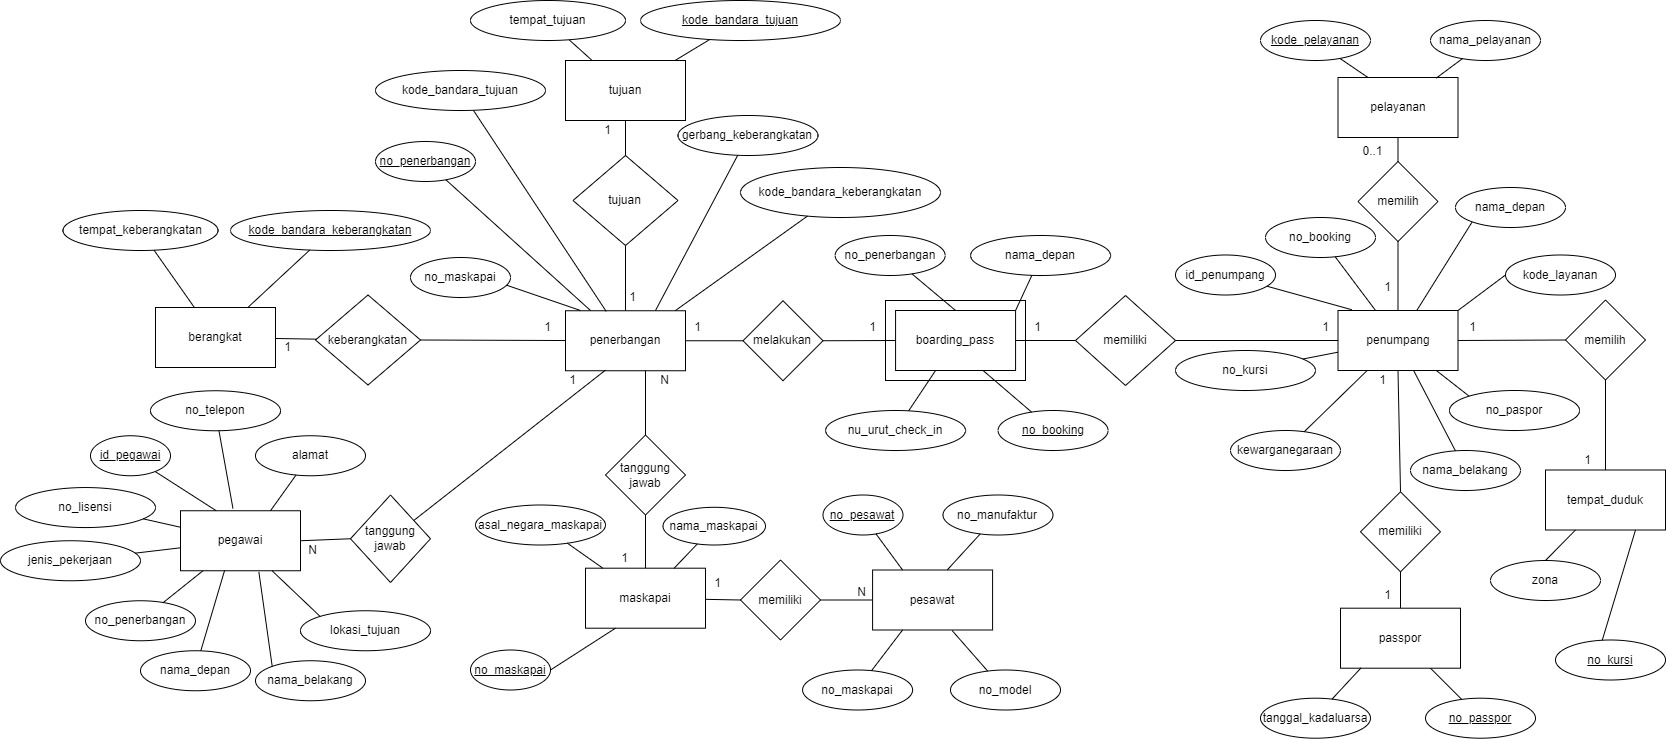 tempat_tujuan
kode_bandara_tujuan
kode_pelayanan
nama_pelayanan
kode_bandara_tujuan
tujuan
pelayanan
1
gerbang_keberangkatan
0..1
no_penerbangan
kode_bandara_keberangkatan
tujuan
memilih
nama_depan
tempat_keberangkatan
kode_bandara_keberangkatan
no_booking
no_penerbangan
nama_depan
no_maskapai
id_penumpang
kode_layanan
1
1
berangkat
1
keberangkatan
1
penerbangan
1
melakukan
1
boarding_pass
1
memiliki
1
penumpang
1
memilih
no_kursi
1
N
1
no_telepon
nu_urut_check_in
no_booking
no_paspor
id_pegawai
alamat
kewarganegaraan
nama_belakang
1
tanggung
jawab
no_lisensi
tempat_duduk
asal_negara_maskapai
nama_maskapai
no_pesawat
no_manufaktur
pegawai
N
tanggung
jawab
memiliki
jenis_pekerjaan
1
zona
maskapai
1
memiliki
N
pesawat
1
no_penerbangan
lokasi_tujuan
passpor
nama_depan
nama_belakang
no_maskapai
no_maskapai
no_model
no_kursi
tanggal_kadaluarsa
no_passpor